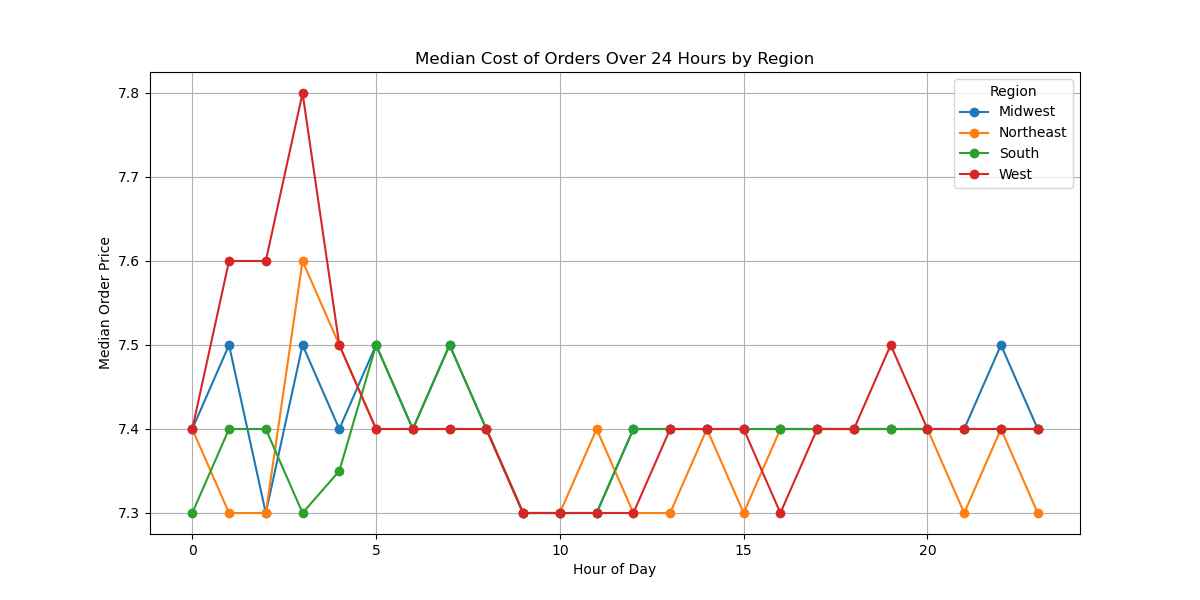 Median Cost of Orders Over 24 Hours by Region
Median Order Price
7.8
7.7
7.6
7.5
7.4
7.3
0 5 10 15 20
Hour of Day
Region
Midwest
Northeast
South
West